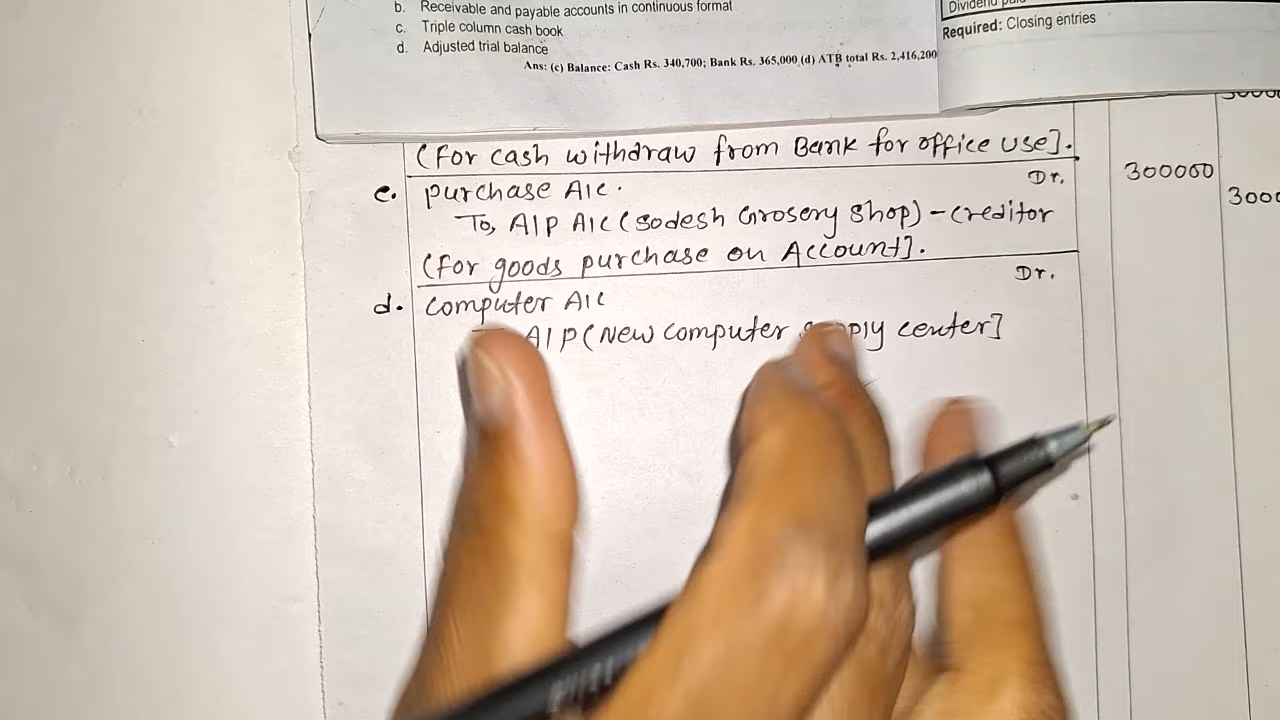 b. Receivable and payable accounts in continuous format
c. Triple column cash book
d. Adjusted trial balance
Ans: (c) Balance: Cash Rs. 340,700; Bank Rs. 365,000 (d) ATB total Rs. 2,416,200
Dividend paid
Required: Closing entries
(For cash withdraw from Bank for office use].
c. purchase A/c. Dr. 300000
To, A/P A/c (Sodesh Grosery shop) - creditor
(For goods purchase on Account].
d. computer A/c Dr.
A/P (New computer center]